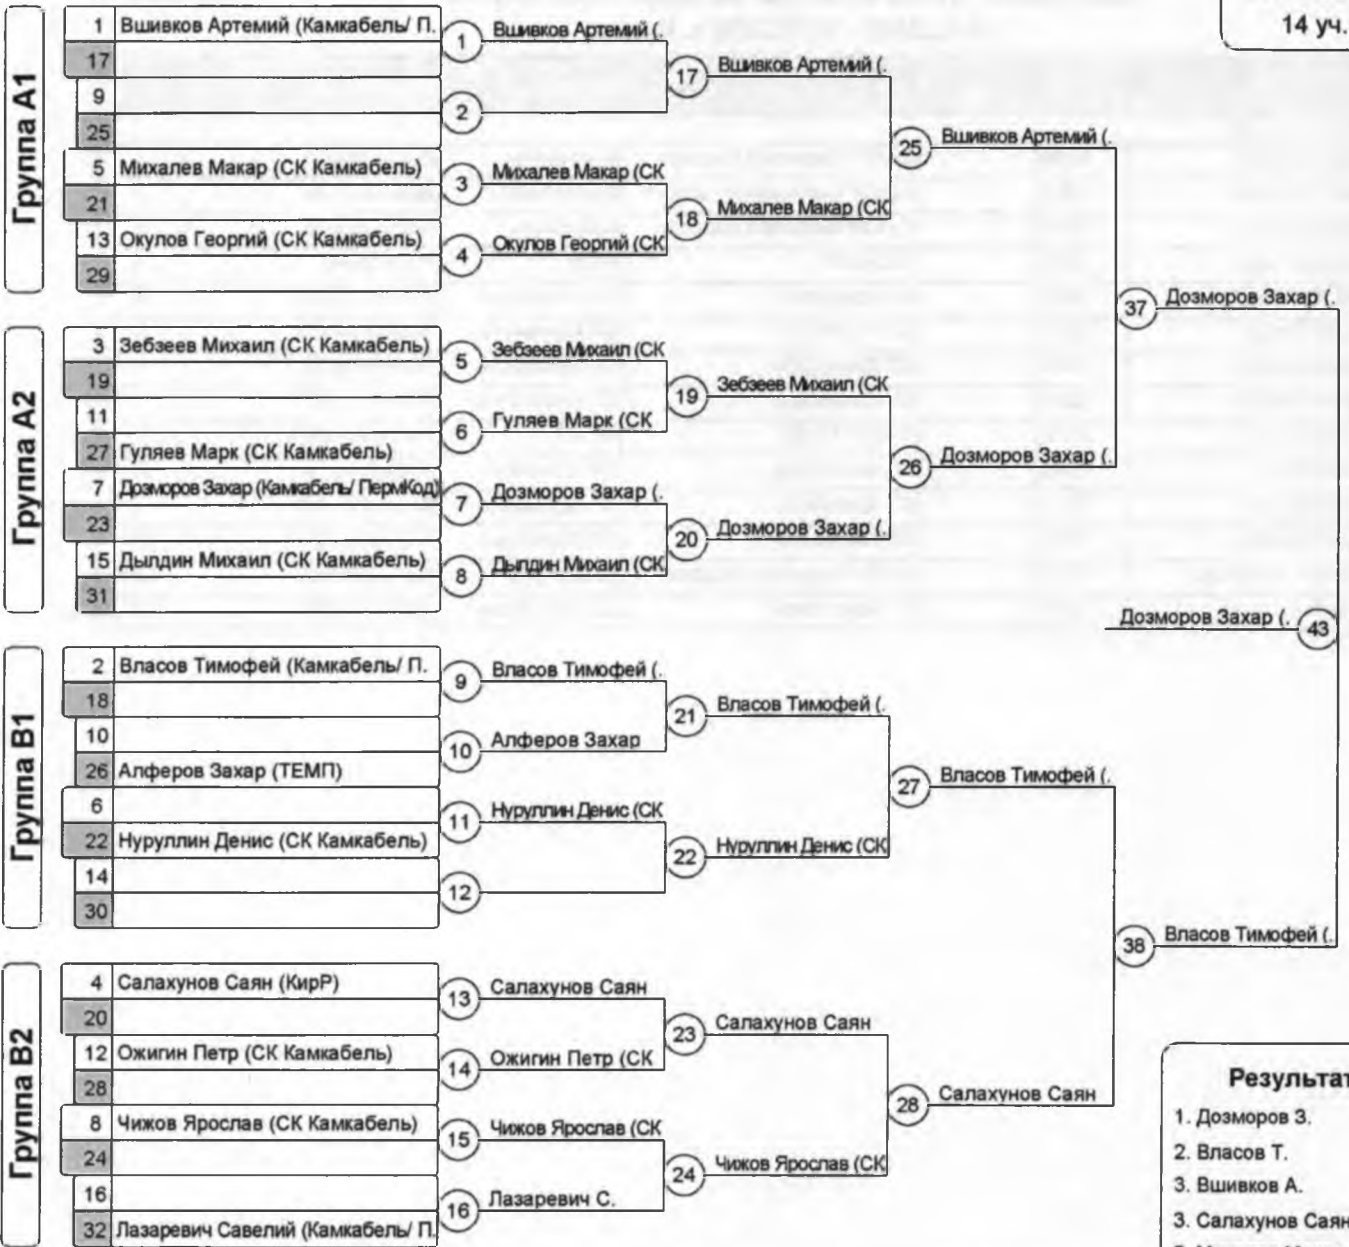 14 уч.
Группа A1
1 Вшивков Артемий (Камкабель/ П.
17
9
25
5 Михалев Макар (СК Камкабель)
21
13 Окулов Георгий (СК Камкабель)
29
1 Вшивков Артемий (.
2
3 Михалев Макар (СК
4 Окулов Георгий (СК
17 Вшивков Артемий (.
18 Михалев Макар (СК
25 Вшивков Артемий (.
Группа A2
3 Зебзеев Михаил (СК Камкабель)
19
11
27 Гуляев Марк (СК Камкабель)
7 Дозморов Захар (Камкабель/ ПермКод)
23
15 Дылдин Михаил (СК Камкабель)
31
5 Зебзеев Михаил (СК
6 Гуляев Марк (СК
7 Дозморов Захар (.
8 Дылдин Михаил (СК
19 Зебзеев Михаил (СК
20 Дозморов Захар (.
26 Дозморов Захар (.
37 Дозморов Захар (.
Дозморов Захар (. 43
Группа B1
2 Власов Тимофей (Камкабель/ П.
18
10
26 Алферов Захар (ТЕМП)
6
22 Нуруллин Денис (СК Камкабель)
14
30
9 Власов Тимофей (.
10 Алферов Захар
11 Нуруллин Денис (СК
12
21 Власов Тимофей (.
22 Нуруллин Денис (СК
27 Власов Тимофей (.
38 Власов Тимофей (.
Группа B2
4 Салахунов Саян (КирР)
20
12 Ожигин Петр (СК Камкабель)
28
8 Чижов Ярослав (СК Камкабель)
24
16
32 Лазаревич Савелий (Камкабель/ П.
13 Салахунов Саян
14 Ожигин Петр (СК
15 Чижов Ярослав (СК
16 Лазаревич С.
23 Салахунов Саян
24 Чижов Ярослав (СК
28 Салахунов Саян
Результат
1. Дозморов З.
2. Власов Т.
3. Вшивков А.
3. Салахунов Саян